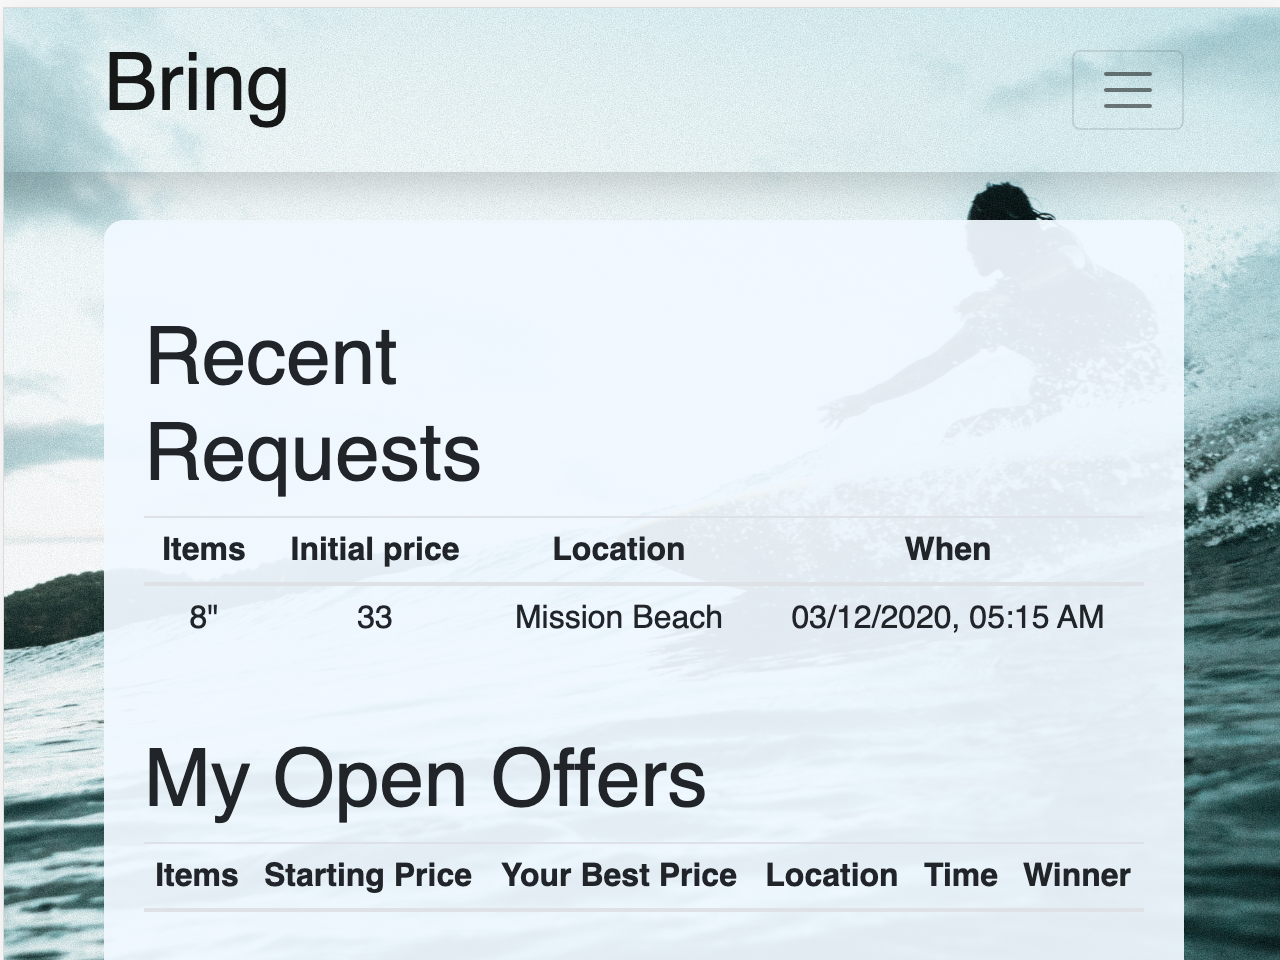 Bring
Recent
Requests
Items Initial price Location When
8" 33 Mission Beach 03/12/2020, 05:15 AM
My Open Offers
Items Starting Price Your Best Price Location Time Winner